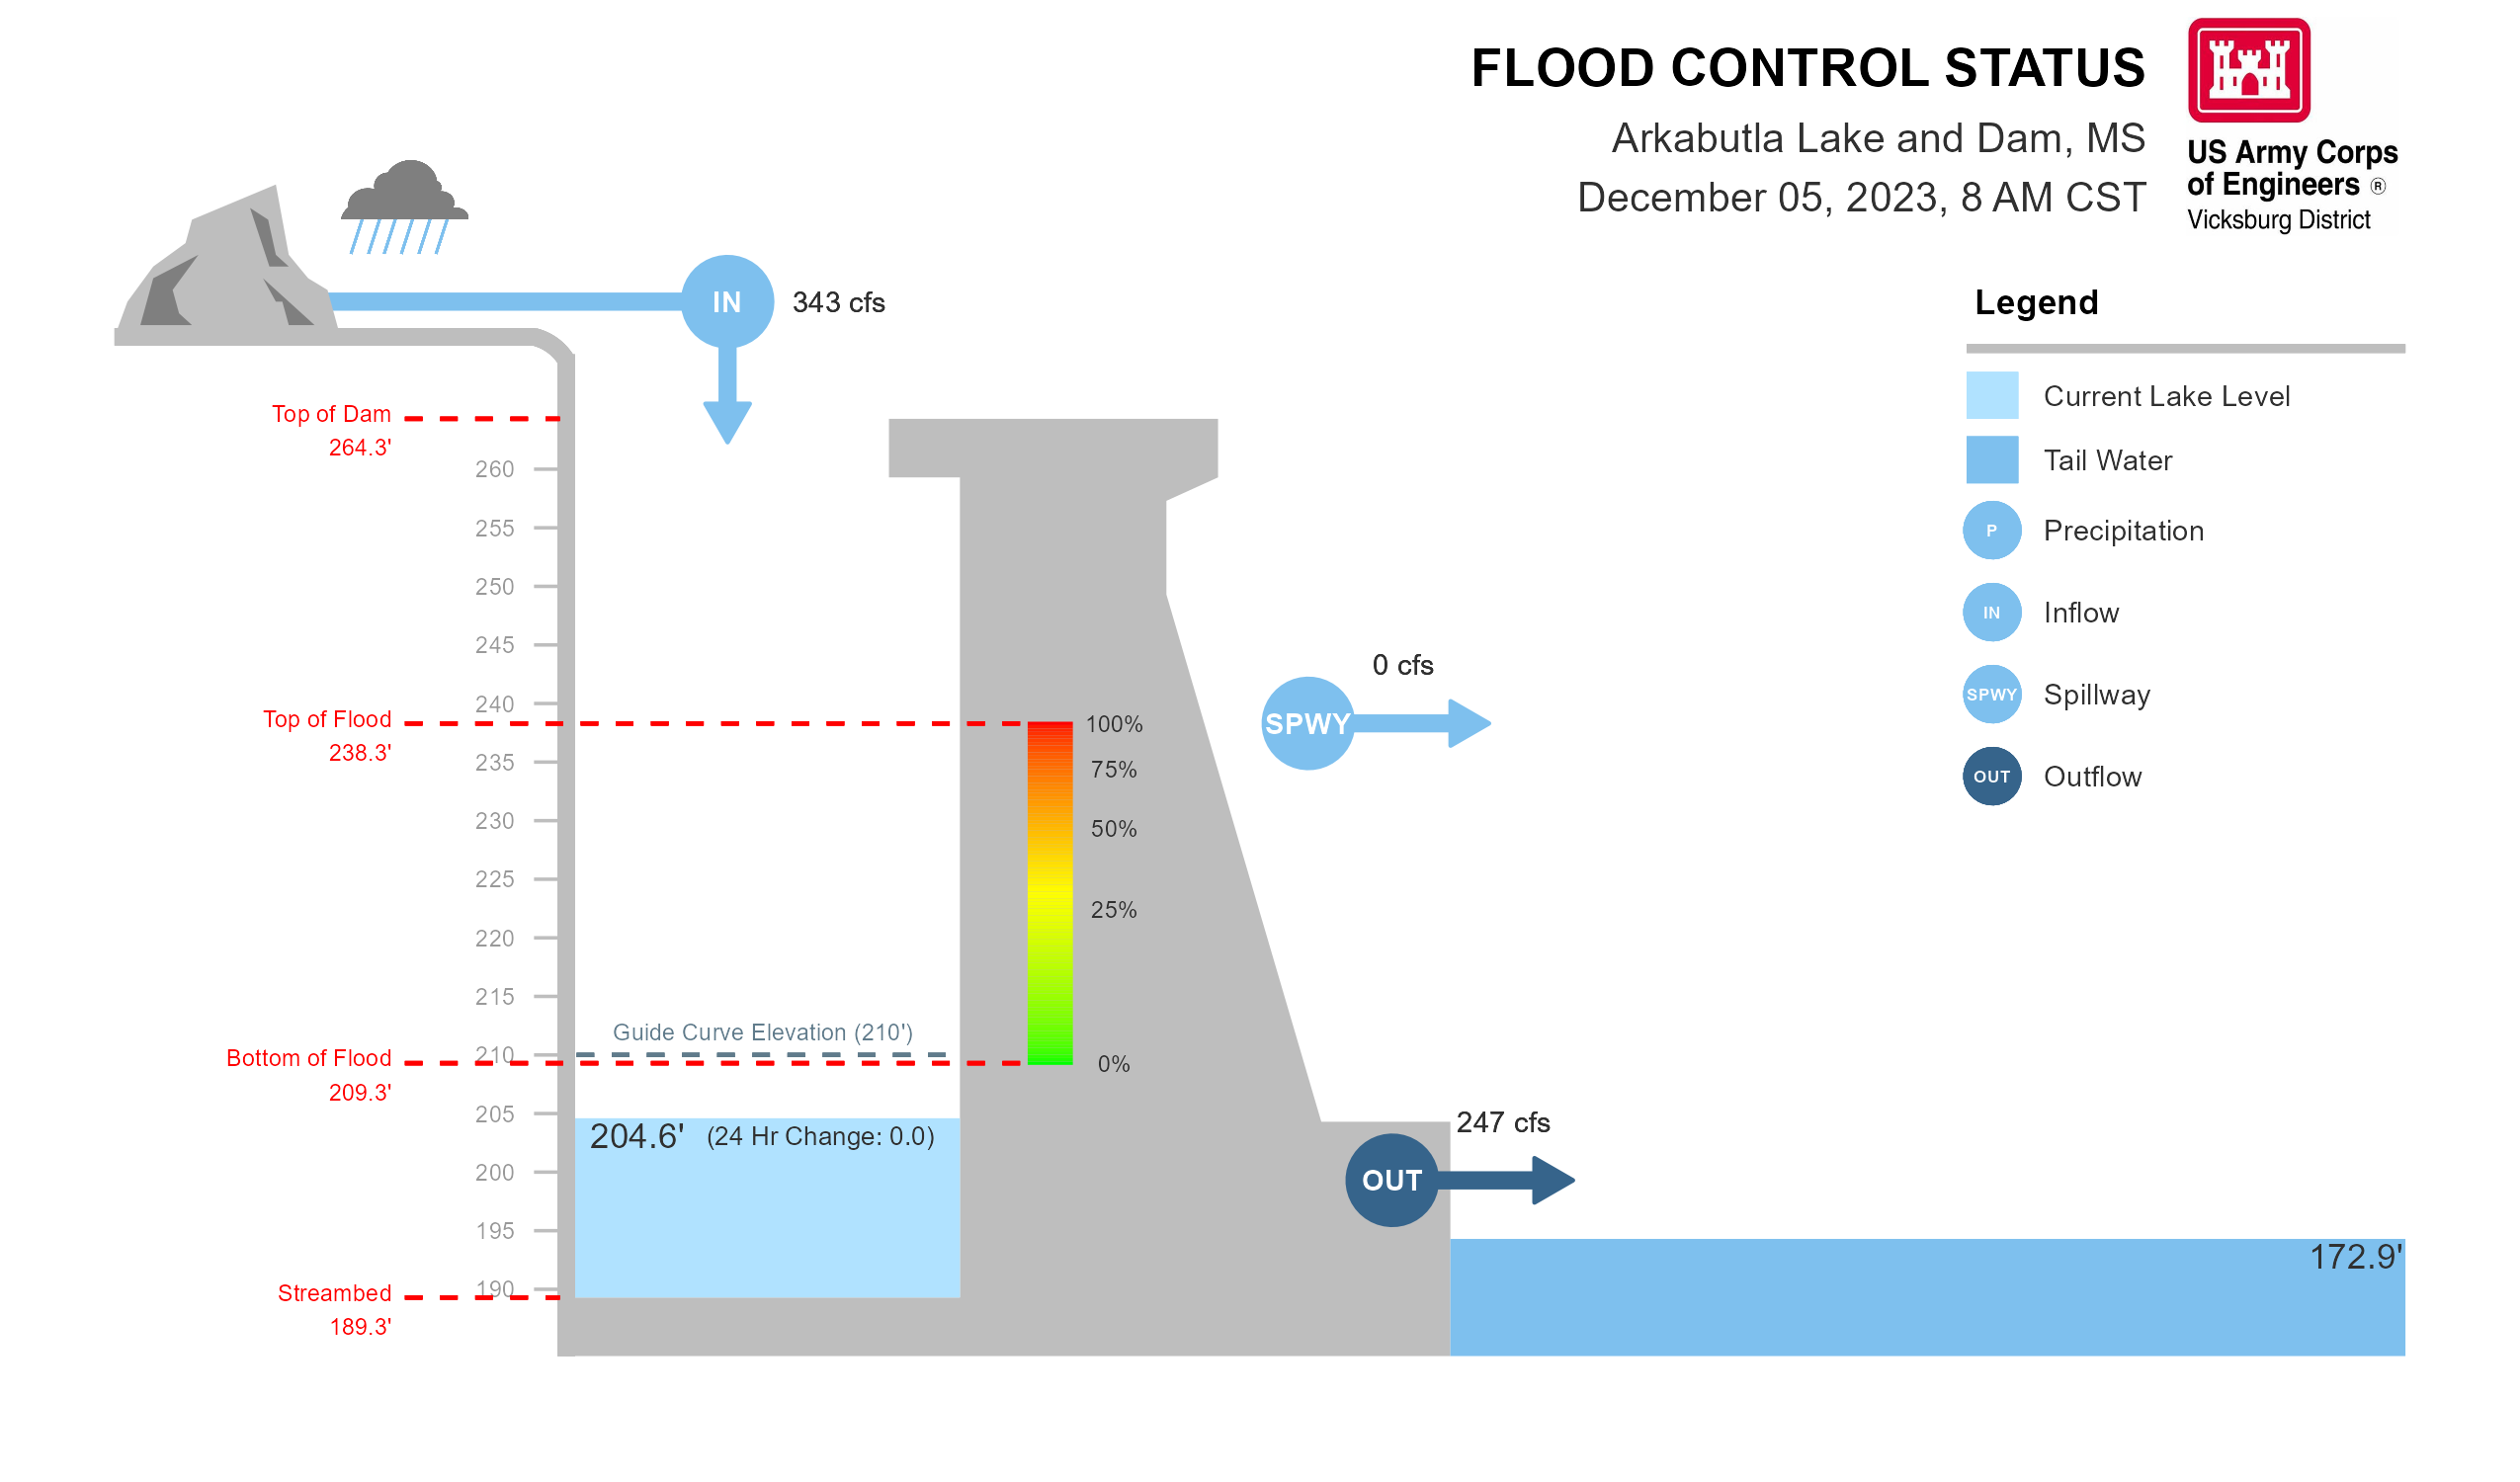 FLOOD CONTROL STATUS
Arkabutla Lake and Dam, MS
December 05, 2023, 8 AM CST
US Army Corps
of Engineers ®
Vicksburg District
IN
343 cfs
Legend
Current Lake Level
Tail Water
P Precipitation
IN Inflow
SPWY Spillway
OUT Outflow
Top of Dam
264.3'
260
255
250
245
240
Top of Flood
238.3'
235
230
225
220
215
210
Bottom of Flood
209.3'
205
200
195
190
Streambed
189.3'
0 cfs
SPWY
100%
75%
50%
25%
0%
Guide Curve Elevation (210')
204.6' (24 Hr Change: 0.0)
247 cfs
OUT
172.9'